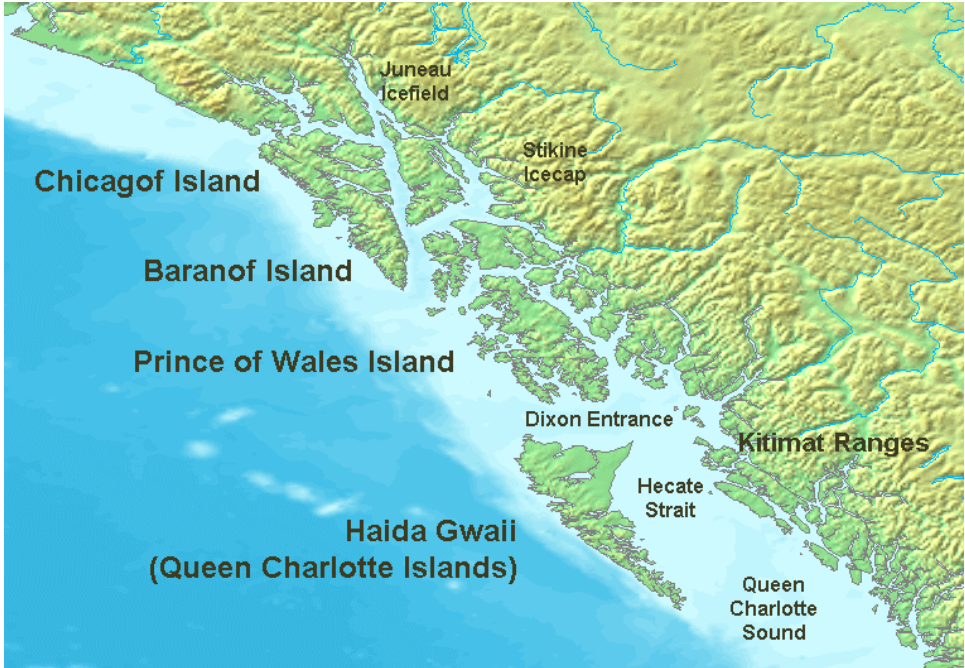 Juneau
Icefield
Stikine
Icecap
Chicagof Island
Baranof Island
Prince of Wales Island
Dixon Entrance
Kitimat Ranges
Hecate
Strait
Haida Gwaii
(Queen Charlotte Islands)
Queen
Charlotte
Sound